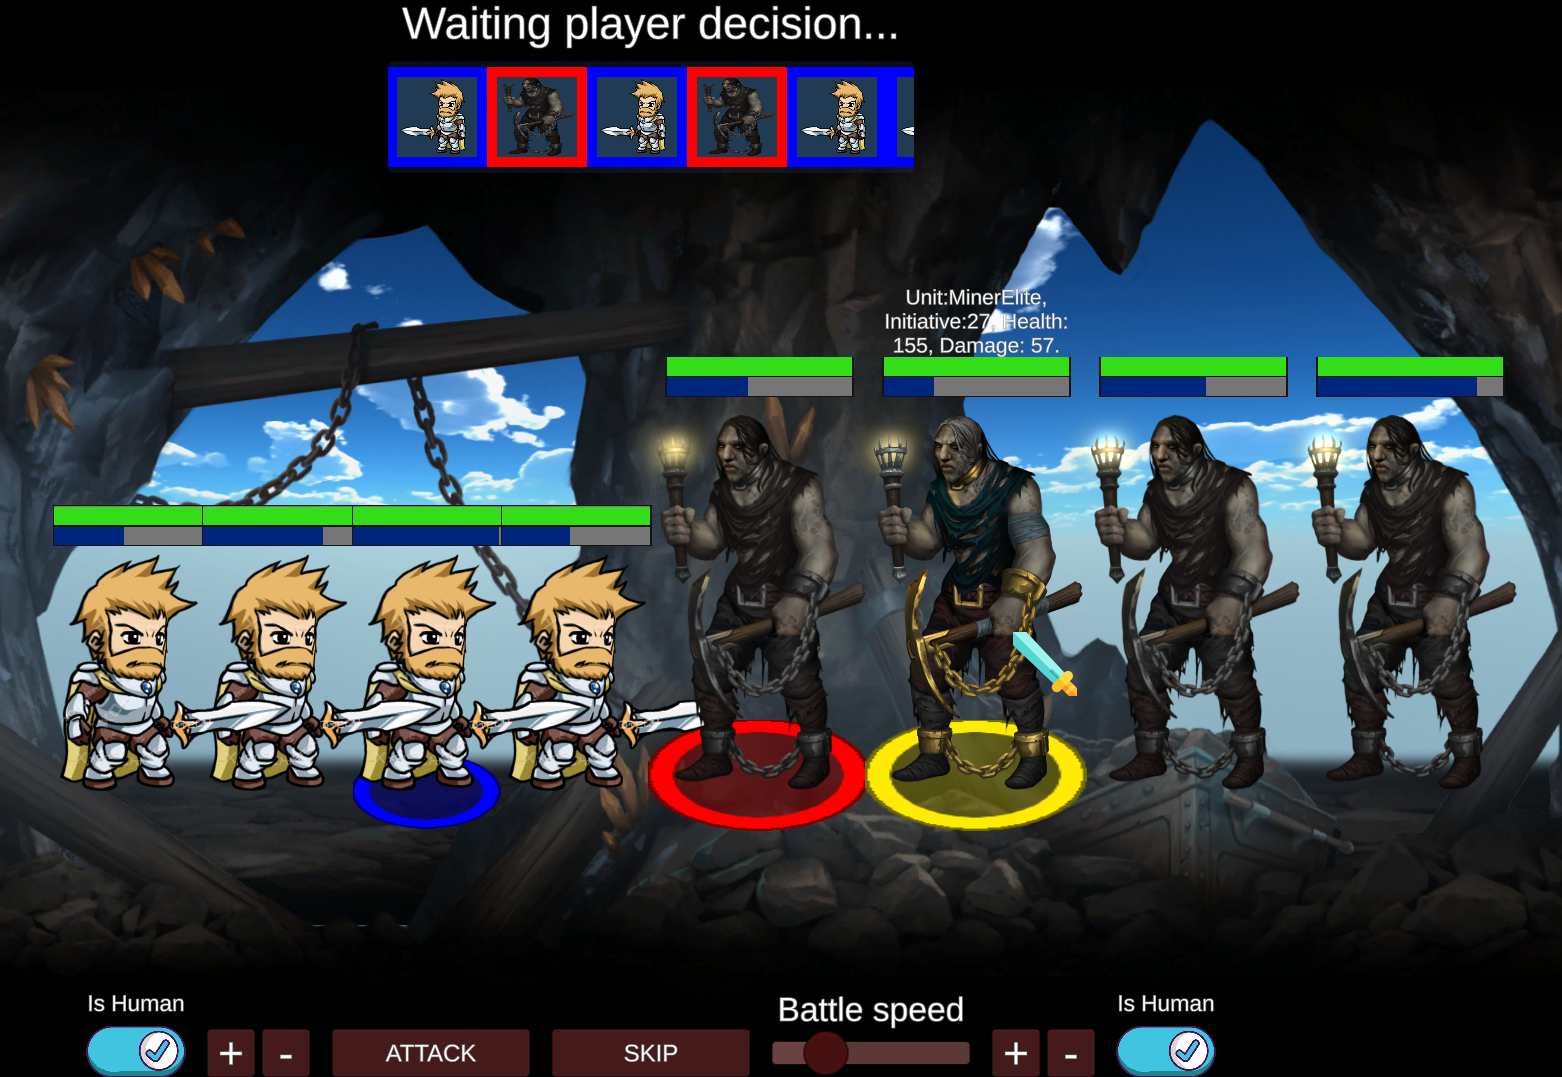 Waiting player decision...
Unit:MinerElite,
Initiative:27, Health:
155, Damage: 57.
Is Human
+
-
ATTACK
SKIP
Battle speed
+
-
Is Human